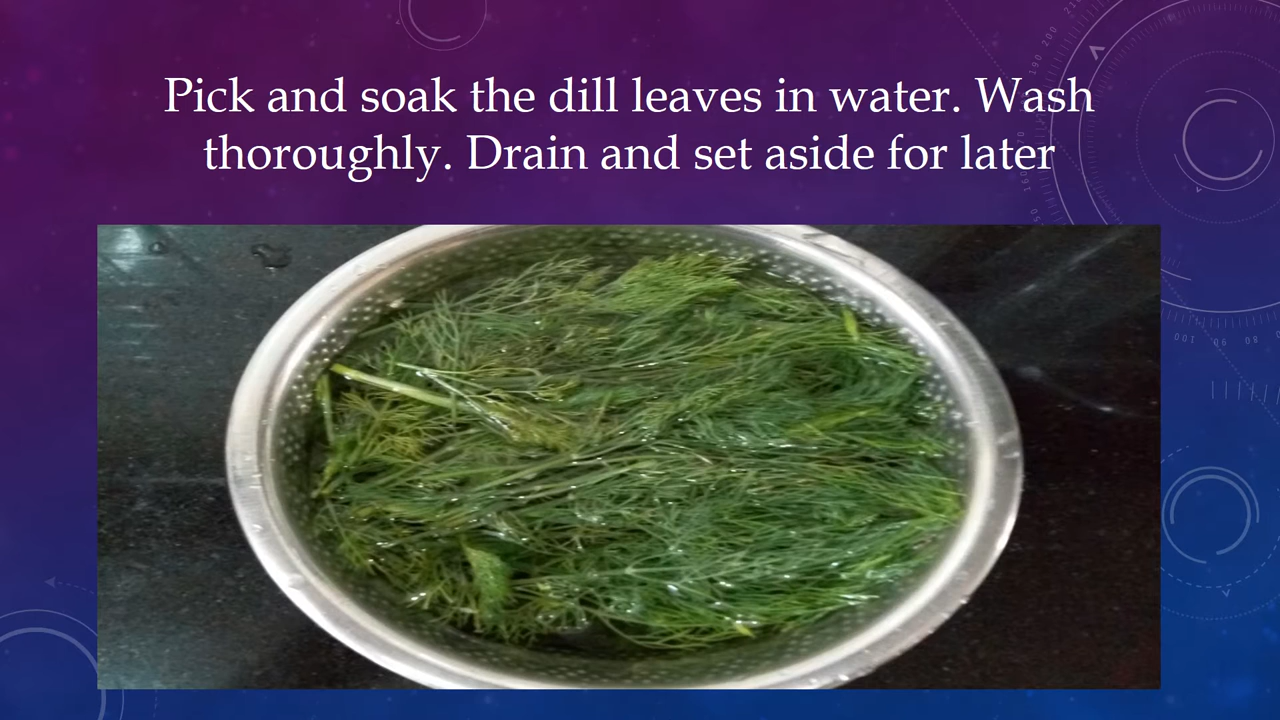 Pick and soak the dill leaves in water. Wash
thoroughly. Drain and set aside for later